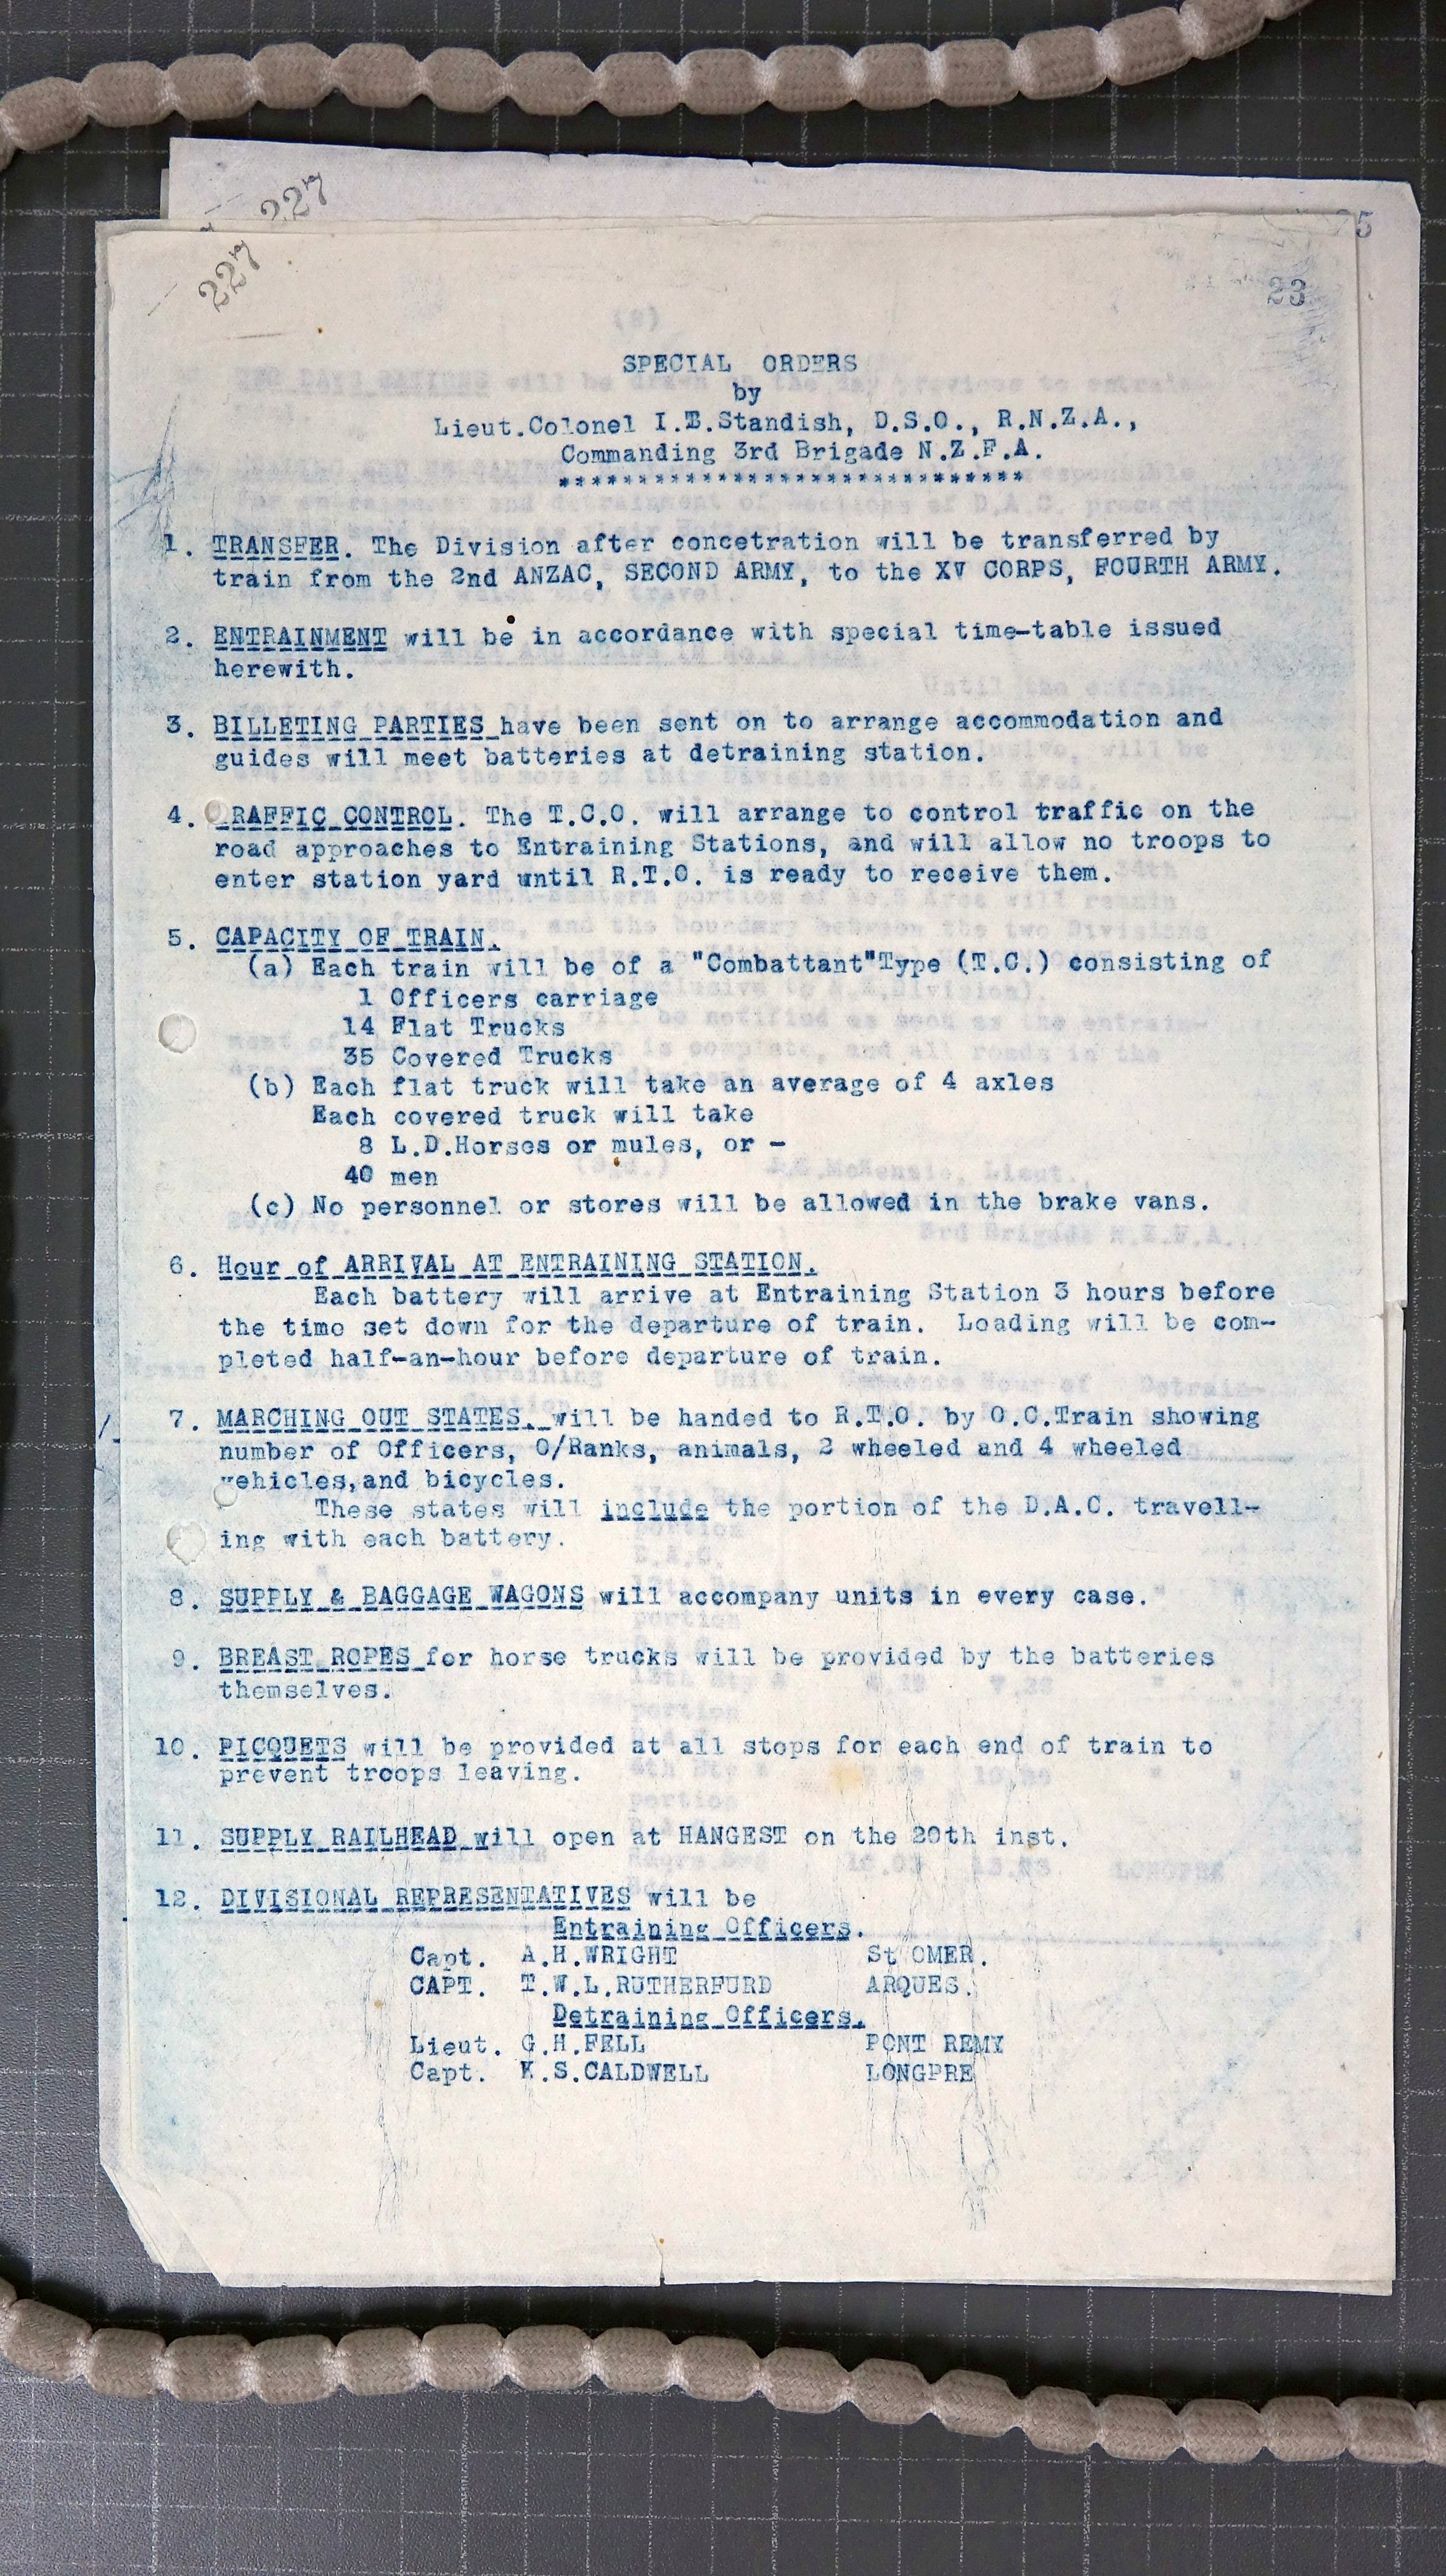 227
227
25
23
SPECIAL ORDERS
by
Lieut.Colonel I.E.Standish, D.S.O., R.N.Z.A.,
Commanding 3rd Brigade N.Z.F.A.
*****************************
1. TRANSFER. The Division after concetration will be transferred by
train from the 2nd ANZAC, SECOND ARMY, to the XV CORPS, FOURTH ARMY.
2. ENTRAINMENT will be in accordance with special time-table issued
herewith.
3. BILLETING PARTIES have been sent on to arrange accommodation and
guides will meet batteries at detraining station.
4. RAFFIC CONTROL. The T.C.O. will arrange to control traffic on the
road approaches to Entraining Stations, and will allow no troops to
enter station yard until R.T.O. is ready to receive them.
5. CAPACITY OF TRAIN.
(a) Each train will be of a "Combattant"Type (T.C.) consisting of
1 Officers carriage
14 Flat Trucks
35 Covered Trucks
(b) Each flat truck will take an average of 4 axles
Each covered truck will take
8 L.D.Horses or mules, or -
40 men
(c) No personnel or stores will be allowed in the brake vans.
6. Hour of ARRIVAL AT ENTRAINING STATION.
Each battery will arrive at Entraining Station 3 hours before
the time set down for the departure of train. Loading will be com-
pleted half-an-hour before departure of train.
7. MARCHING OUT STATES. will be handed to R.T.O. by O.C.Train showing
number of Officers, O/Ranks, animals, 2 wheeled and 4 wheeled
vehicles,and bicycles.
These states will include the portion of the D.A.C. travell-
ing with each battery.
8. SUPPLY & BAGGAGE WAGONS will accompany units in every case.
9. BREAST ROPES for horse trucks will be provided by the batteries
themselves.
10. PICQUETS will be provided at all stops for each end of train to
prevent troops leaving.
11. SUPPLY RAILHEAD will open at HANGEST on the 20th inst.
12. DIVISIONAL REPRESENTATIVES will be
Entraining Officers.
Capt. A.H.WRIGHT St OMER.
CAPT. T.W.L.RUTHERFURD ARQUES.
Detraining Officers.
Lieut. G.H.FELL PONT REMY
Capt. K.S.CALDWELL LONGPRE